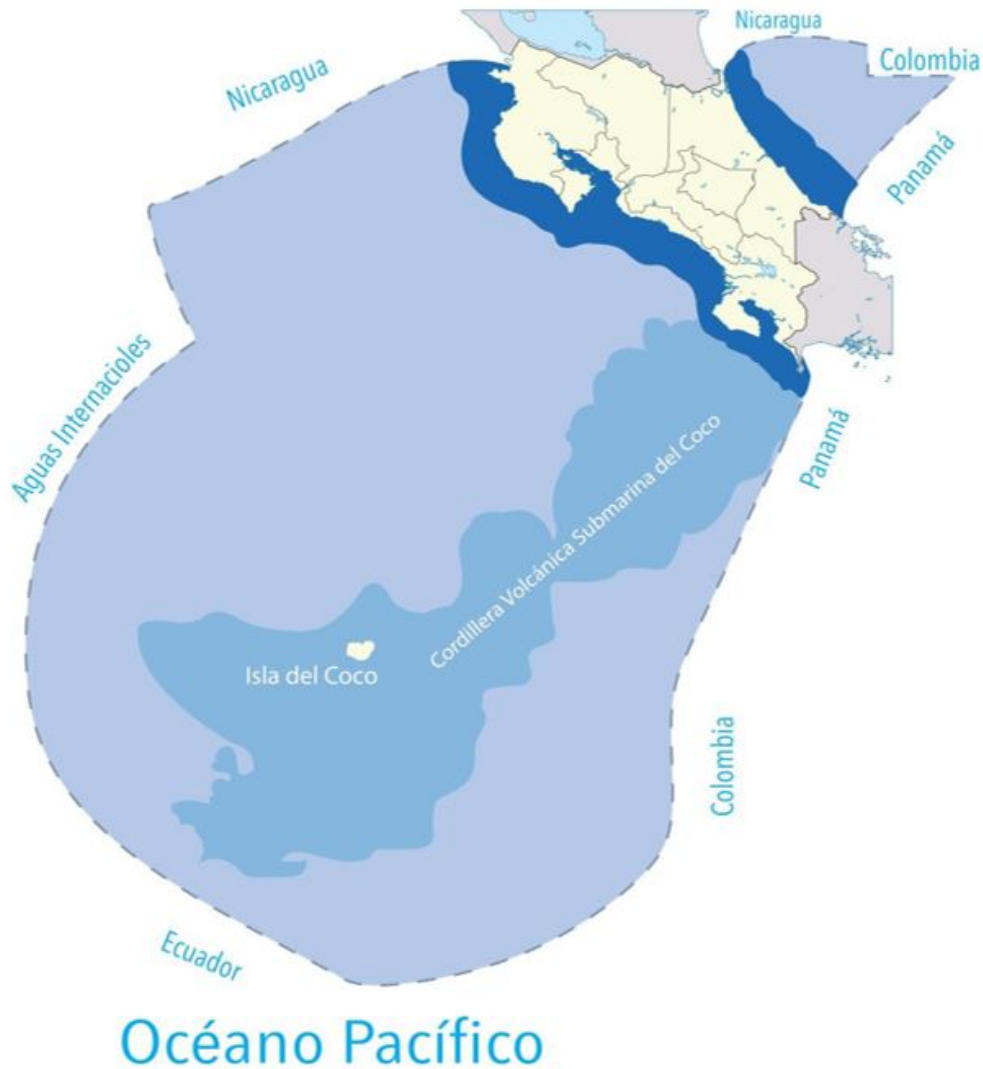 Nicaragua
Colombia
Nicaragua
Panamá
Aguas Internacioles
Panamá
Cordillera Volcánica Submarina del Coco
Isla del Coco
Colombia
Ecuador
Océano Pacífico